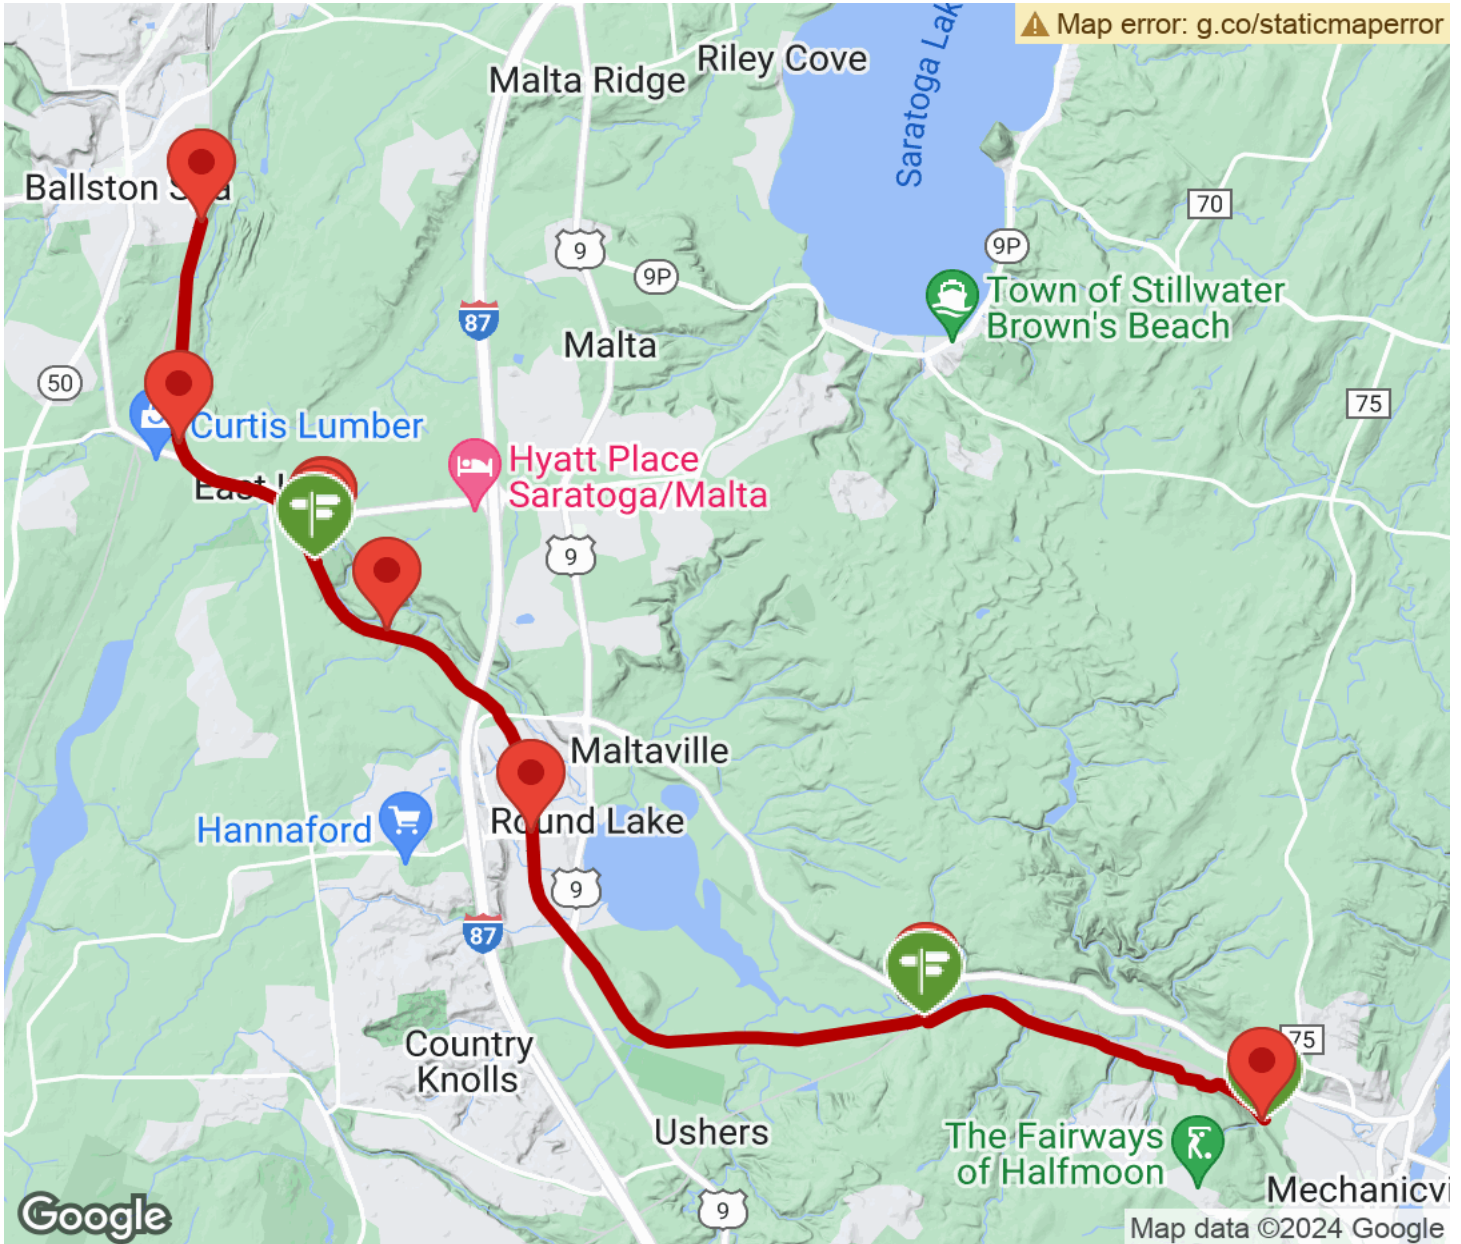 Map error: g.co/staticmaperror
Riley Cove
Malta Ridge
Saratoga Lak
Ballston S a
70
9
9P
9P
Town of Stillwater
Brown's Beach
87
Malta
50
75
Curtis Lumber
Hyatt Place
Saratoga/Malta
East
9
Maltaville
Hannaford
Round Lake
9
87
Country
Knolls
75
Ushers
The Fairways
of Halfmoon
Mechanicvi
9
Google
Map data ©2024 Google